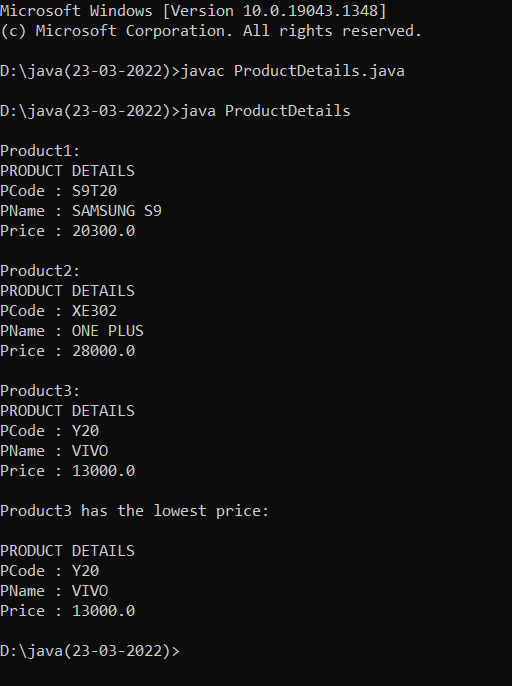 Microsoft Windows [Version 10.0.19043.1348]
(c) Microsoft Corporation. All rights reserved.
D:\java(23-03-2022)>javac ProductDetails.java
D:\java(23-03-2022)>java ProductDetails
Product1:
PRODUCT DETAILS
PCode : S9T20
PName : SAMSUNG S9
Price : 20300.0
Product2:
PRODUCT DETAILS
PCode : XE302
PName : ONE PLUS
Price : 28000.0
Product3:
PRODUCT DETAILS
PCode : Y20
PName : VIVO
Price : 13000.0
Product3 has the lowest price:
PRODUCT DETAILS
PCode : Y20
PName : VIVO
Price : 13000.0
D:\java(23-03-2022)>